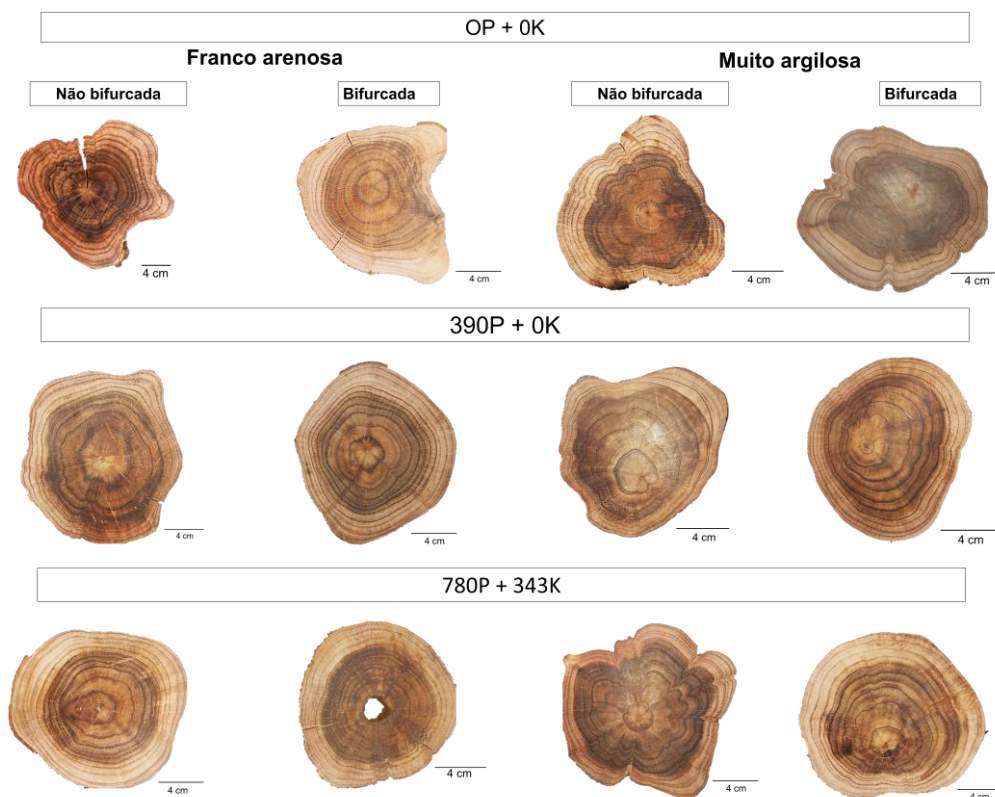 OP + 0K
Franco arenosa
Muito argilosa
Não bifurcada
Bifurcada
Não bifurcada
Bifurcada
4 cm
4 cm
4 cm
4 cm
390P + 0K
4 cm
4 cm
4 cm
4 cm
780P + 343K
4 cm
4 cm
4 cm
4 cm